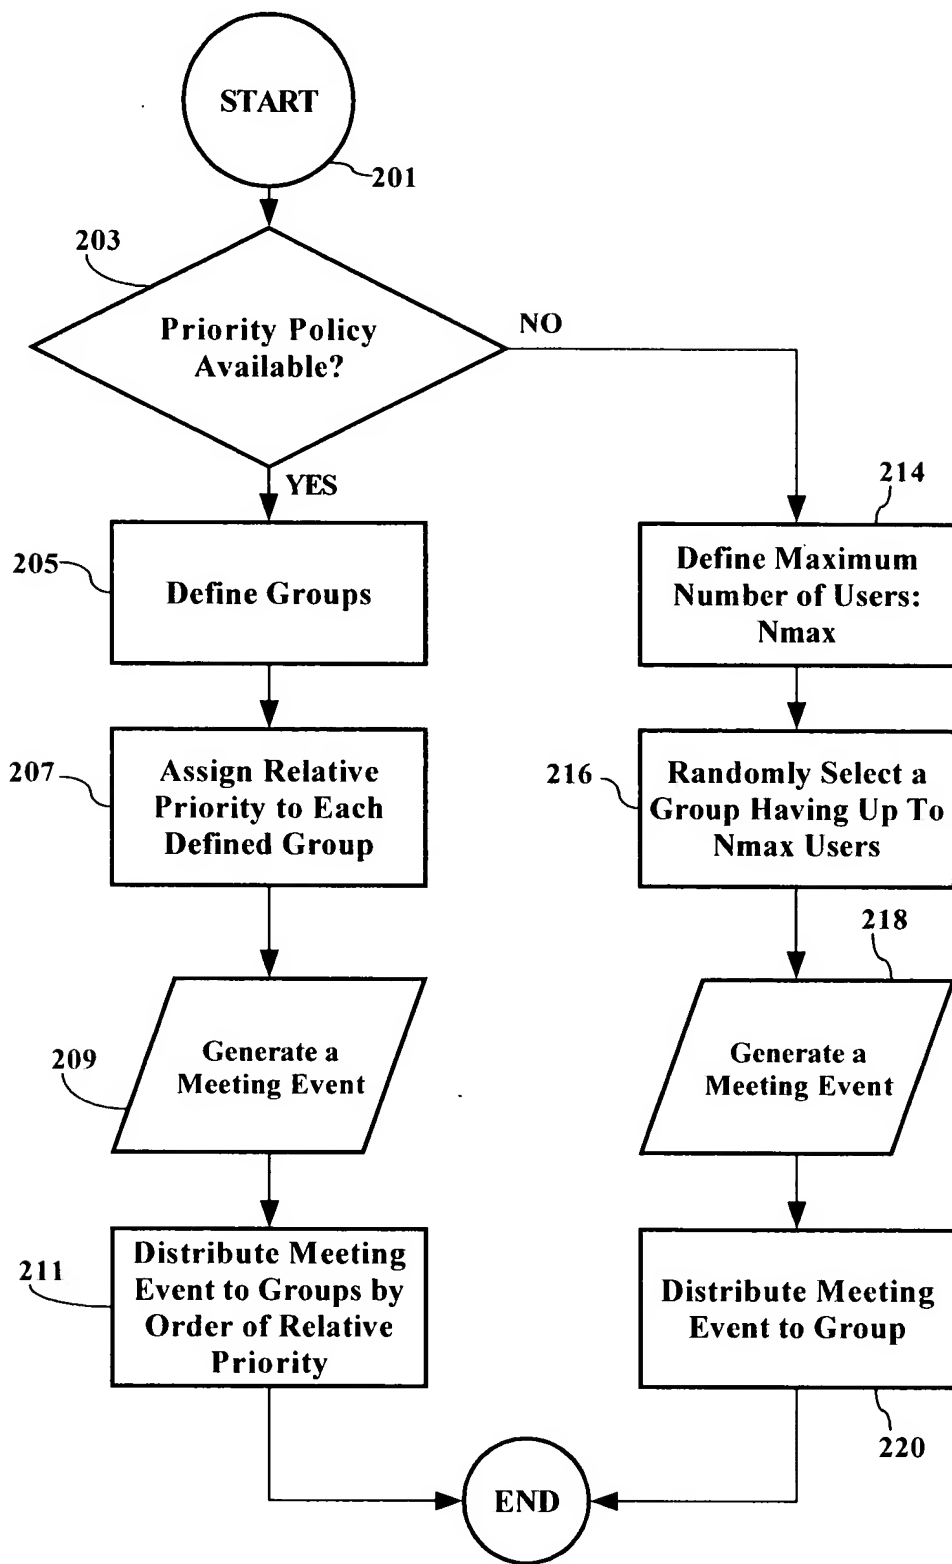 START
201
203
Priority Policy
Available?
NO
YES
214
205
Define Groups
Define Maximum
Number of Users:
Nmax
207
Assign Relative
Priority to Each
Defined Group
216
Randomly Select a
Group Having Up To
Nmax Users
218
209
Generate a
Meeting Event
Generate a
Meeting Event
211
Distribute Meeting
Event to Groups by
Order of Relative
Priority
Distribute Meeting
Event to Group
220
END